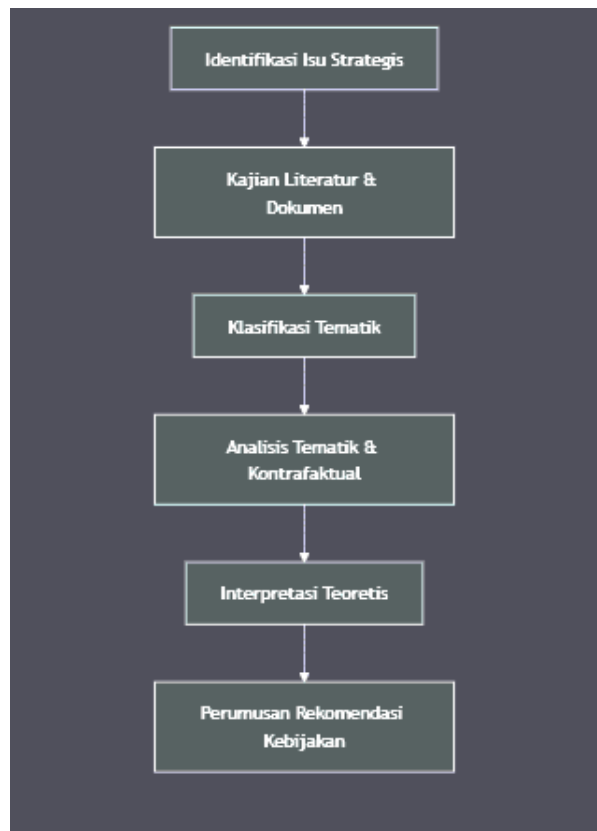 Identifikasi Isu Strategis
Kajian Literatur &
Dokumen
Klasifikasi Tematik
Analisis Tematik &
Kontrafaktual
Interpretasi Teoretis
Perumusan Rekomendasi
Kebijakan